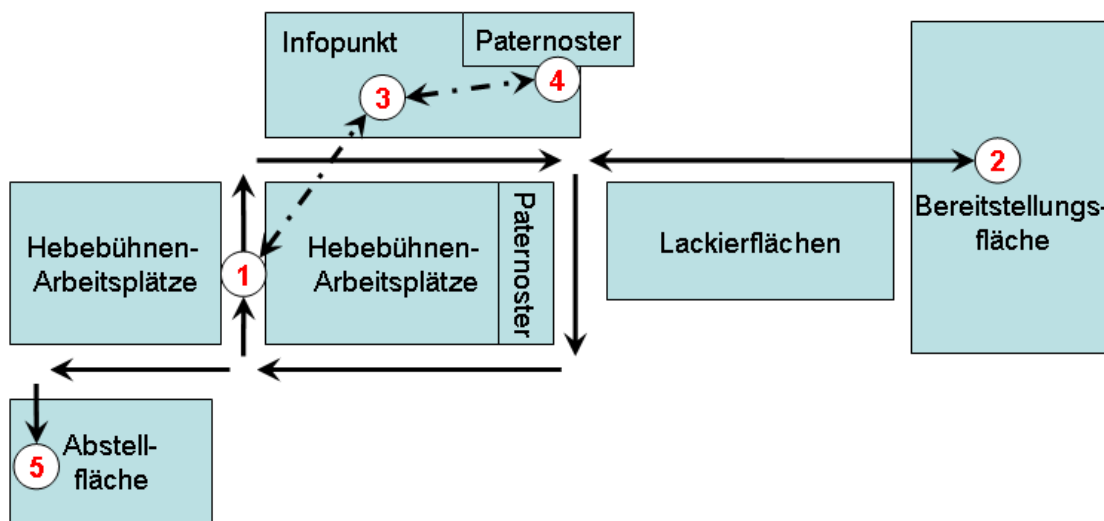 Infopunkt
Paternoster
3
4
2
Bereitstellungs-
fläche
Hebebühnen-
Arbeitsplätze
1
Hebebühnen-
Arbeitsplätze
Paternoster
Lackierflächen
5
Abstell-
fläche